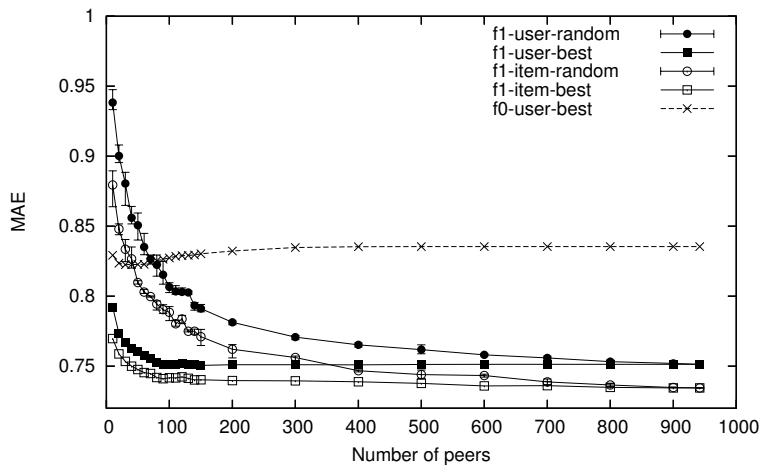 1
0.95
0.9
0.85
0.8
0.75
MAE
0 100 200 300 400 500 600 700 800 900 1000
Number of peers
f1-user-random
f1-user-best
f1-item-random
f1-item-best
f0-user-best